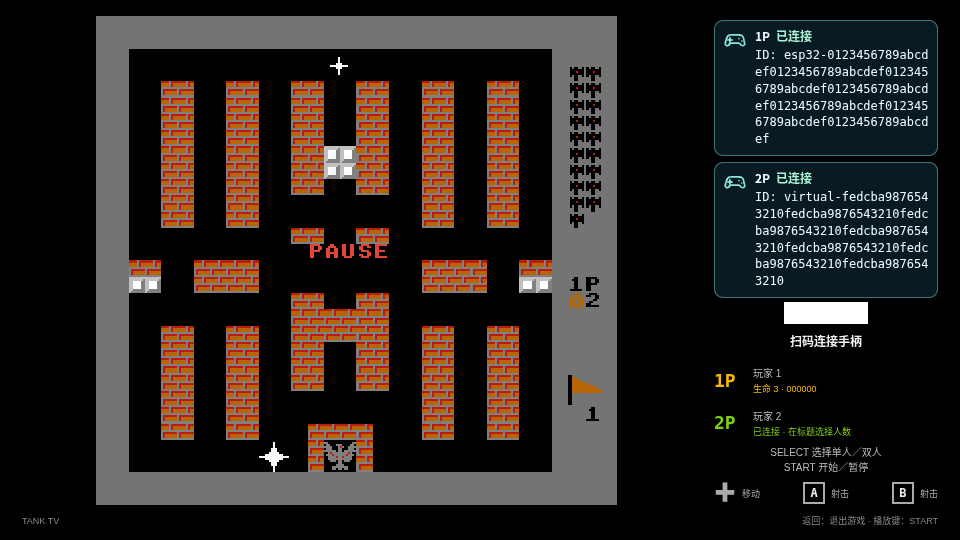 PAUSE
1P
2
1
1P 已连接
ID: esp32-0123456789abcd
ef0123456789abcdef012345
6789abcdef0123456789abcd
ef0123456789abcdef012345
6789abcdef0123456789abcd
ef
2P 已连接
ID: virtual-fedcba987654
3210fedcba9876543210fedc
ba9876543210fedcba987654
3210fedcba9876543210fedc
ba9876543210fedcba987654
3210
扫码连接手柄
1P 玩家 1
生命 3 · 000000
2P 玩家 2
已连接 · 在标题选择人数
SELECT 选择单人／双人
START 开始／暂停
移动 A 射击 B 射击
TANK TV
返回：退出游戏 · 播放键：START